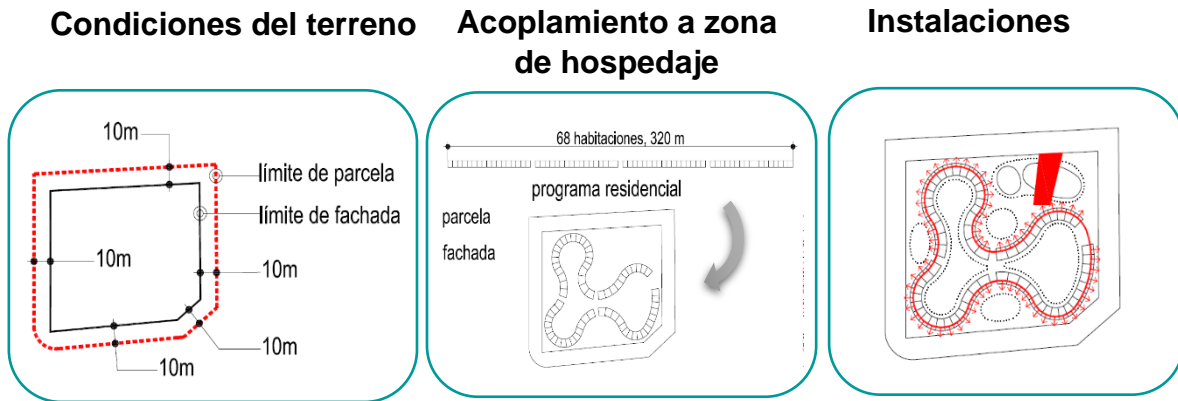 Condiciones del terreno
Acoplamiento a zona
de hospedaje
Instalaciones
10m
límite de parcela
límite de fachada
10m
10m
10m
10m
68 habitaciones, 320 m
programa residencial
parcela
fachada